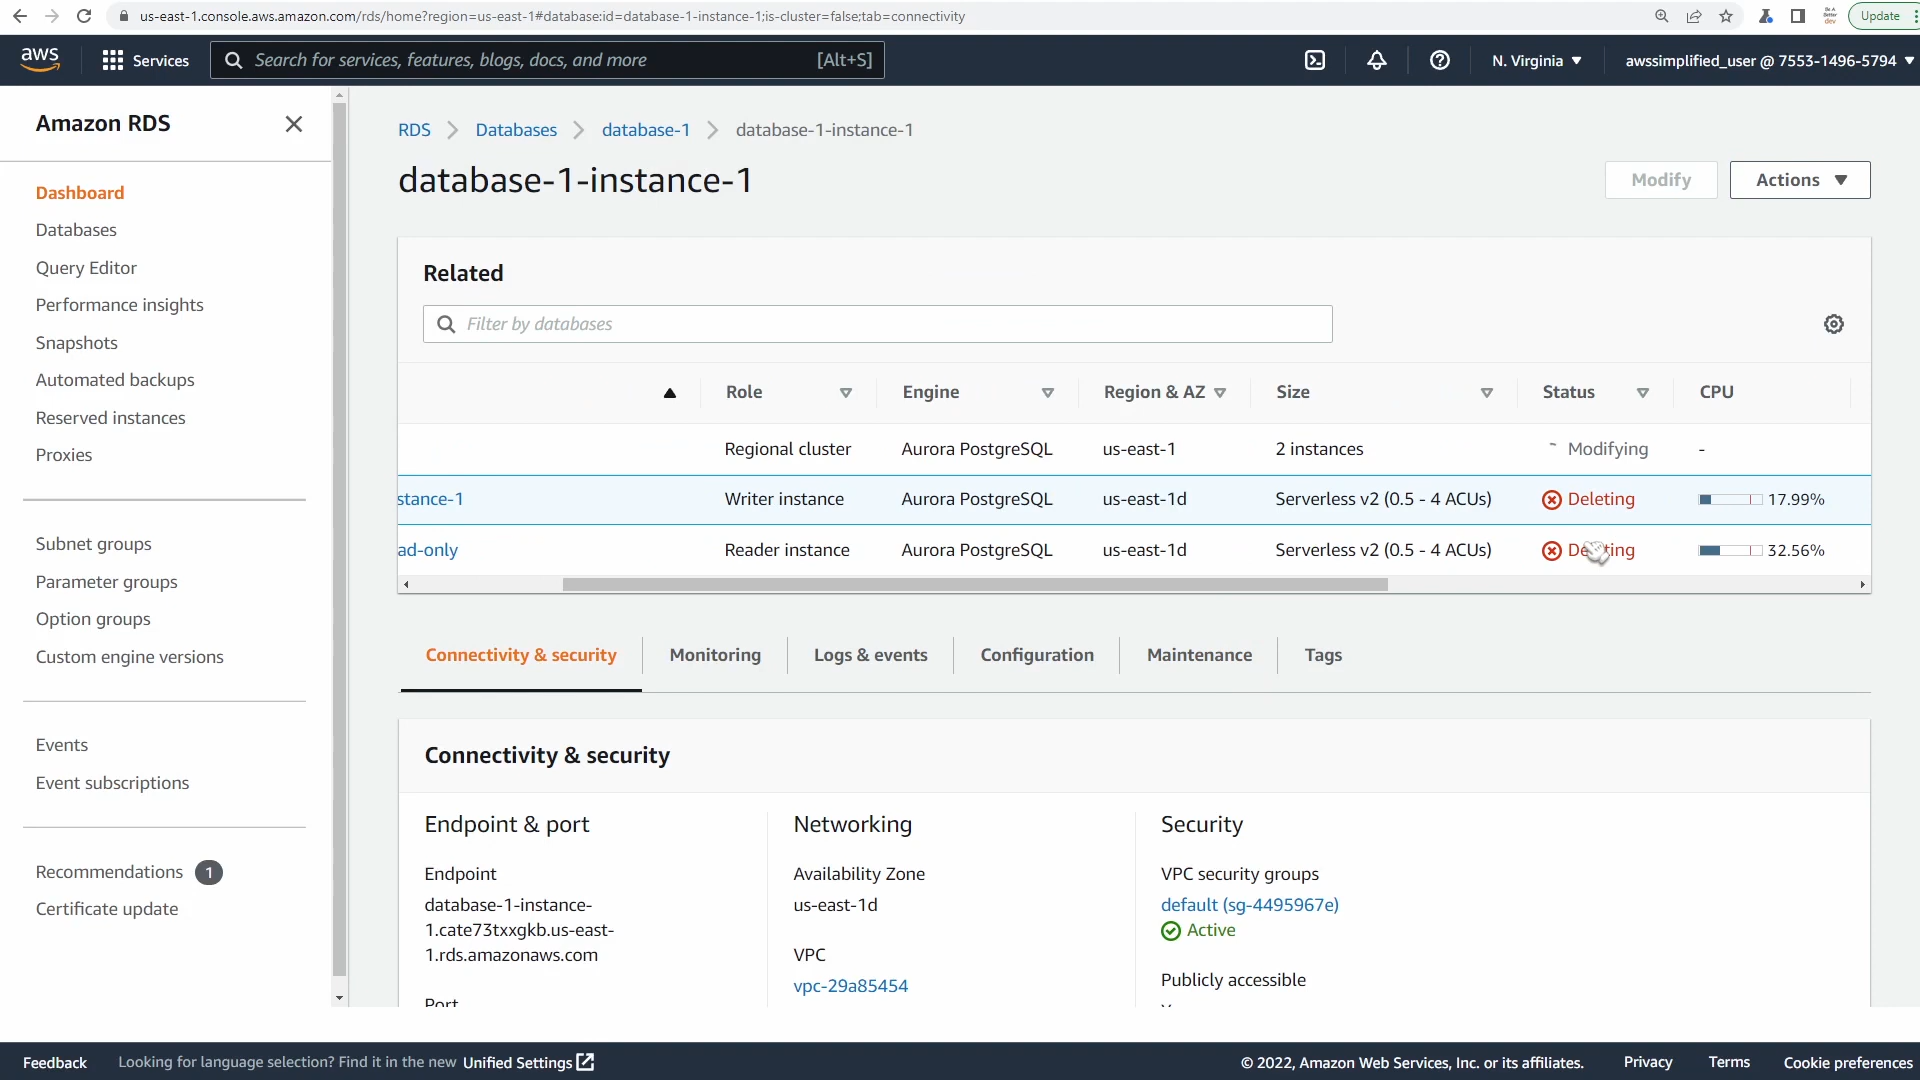 us-east-1.console.aws.amazon.com/rds/home?region=us-east-1#database:id=database-1-instance-1;is-cluster=false;tab=connectivity
Be A Better dev
Update
aws
Services
Search for services, features, blogs, docs, and more
[Alt+S]
N. Virginia ▼
awssimplified_user @ 7553-1496-5794 ▼
Amazon RDS
Dashboard
Databases
Query Editor
Performance insights
Snapshots
Automated backups
Reserved instances
Proxies
Subnet groups
Parameter groups
Option groups
Custom engine versions
Events
Event subscriptions
Recommendations 1
Certificate update
RDS > Databases > database-1 > database-1-instance-1
database-1-instance-1
Modify
Actions ▼
Related
Filter by databases
Role Engine Region & AZ Size Status CPU
Regional cluster Aurora PostgreSQL us-east-1 2 instances Modifying -
stance-1 Writer instance Aurora PostgreSQL us-east-1d Serverless v2 (0.5 - 4 ACUs) Deleting 17.99%
ad-only Reader instance Aurora PostgreSQL us-east-1d Serverless v2 (0.5 - 4 ACUs) Deleting 32.56%
Connectivity & security
Monitoring
Logs & events
Configuration
Maintenance
Tags
Connectivity & security
Endpoint & port
Endpoint
database-1-instance-
1.cate73txxgkb.us-east-
1.rds.amazonaws.com
Port
Networking
Availability Zone
us-east-1d
VPC
vpc-29a85454
Security
VPC security groups
default (sg-4495967e)
Active
Publicly accessible
Feedback
Looking for language selection? Find it in the new Unified Settings
© 2022, Amazon Web Services, Inc. or its affiliates.
Privacy
Terms
Cookie preferences